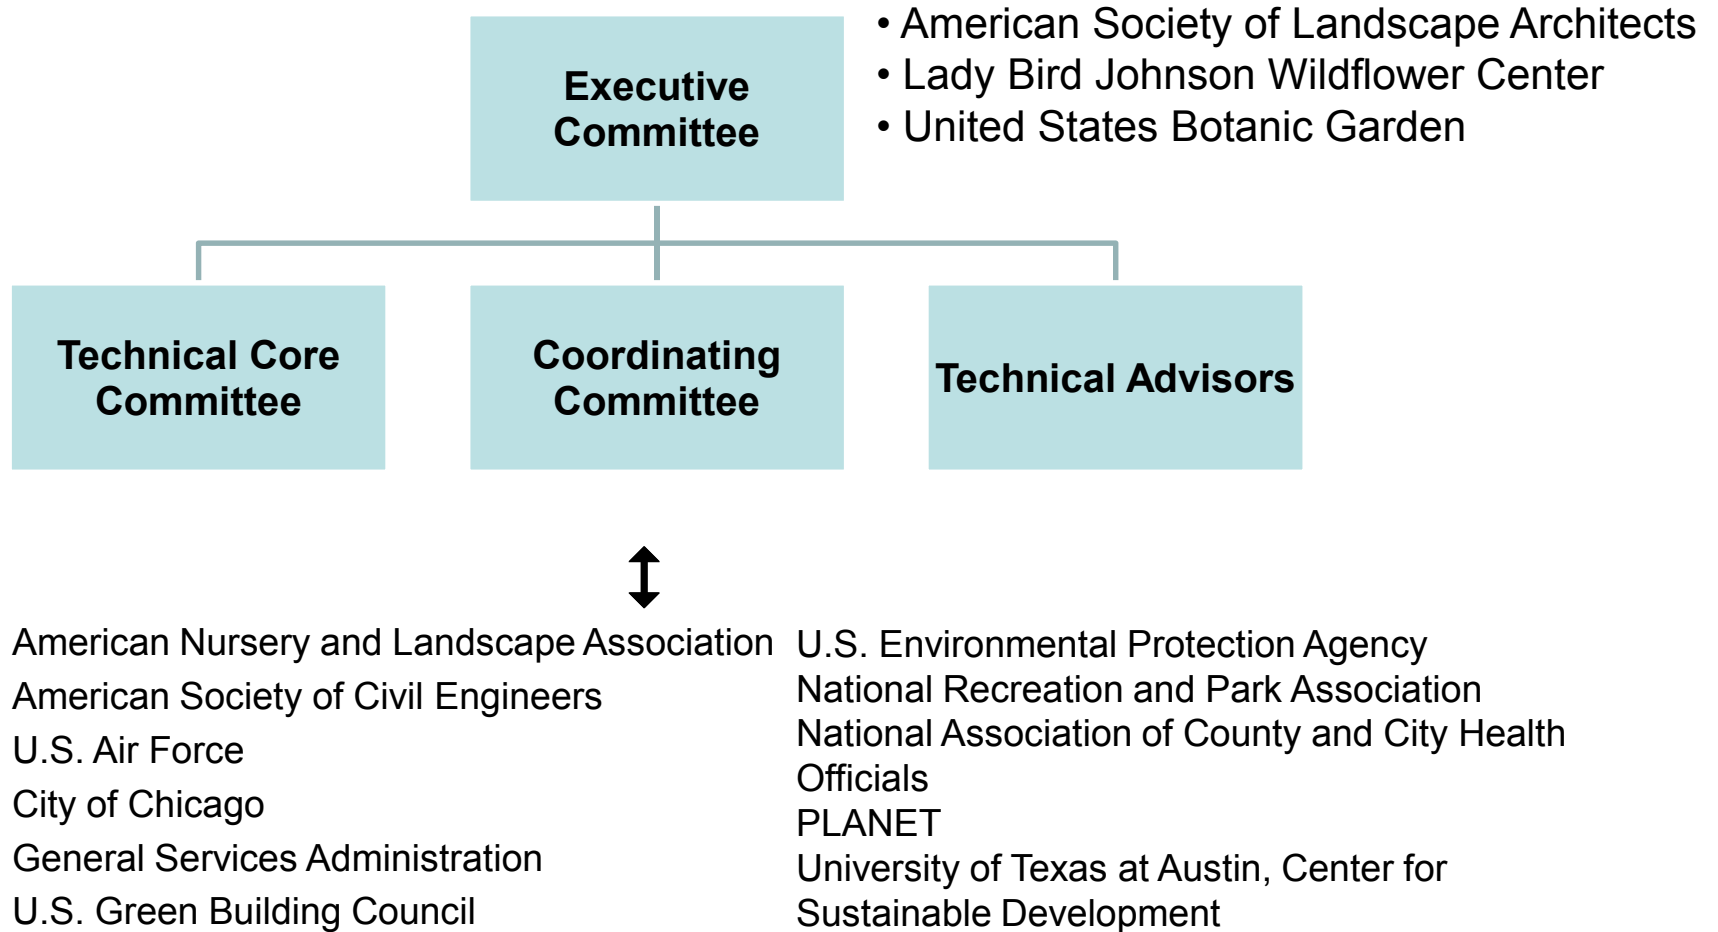 Executive
Committee
• American Society of Landscape Architects
• Lady Bird Johnson Wildflower Center
• United States Botanic Garden
Technical Core
Committee
Coordinating
Committee
Technical Advisors
American Nursery and Landscape Association
American Society of Civil Engineers
U.S. Air Force
City of Chicago
General Services Administration
U.S. Green Building Council
U.S. Environmental Protection Agency
National Recreation and Park Association
National Association of County and City Health
Officials
PLANET
University of Texas at Austin, Center for
Sustainable Development